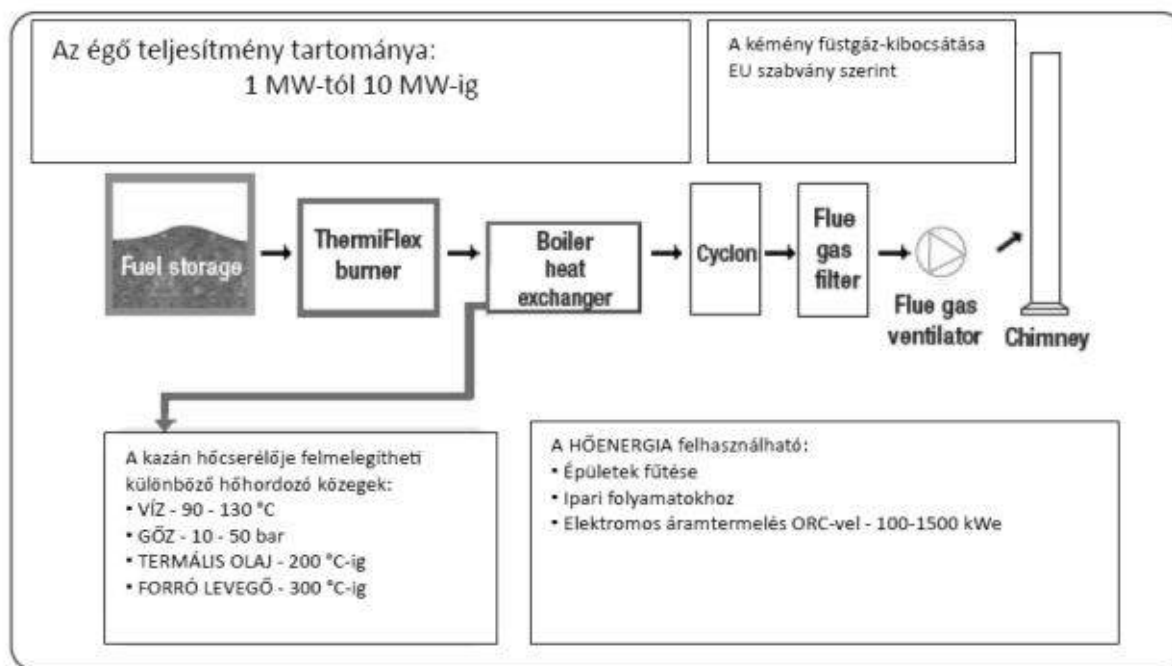 Az égő teljesítmény tartománya:
1 MW-tól 10 MW-ig
A kémény füstgáz-kibocsátása
EU szabvány szerint
Fuel storage
ThermiFlex
burner
Boiler
heat
exchanger
Cyclon
Flue
gas
filter
Flue gas
ventilator
Chimney
A kazán hőcserélője felmelegítheti
különböző hőhordozó közegek:
• VÍZ - 90 - 130 °C
• GŐZ - 10 - 50 bar
• TERMÁLIS OLAJ - 200 °C-ig
• FORRÓ LEVEGŐ - 300 °C-ig
A HŐENERGIA felhasználható:
• Épületek fűtése
• Ipari folyamatokhoz
• Elektromos áramtermelés ORC-vel - 100-1500 kWe